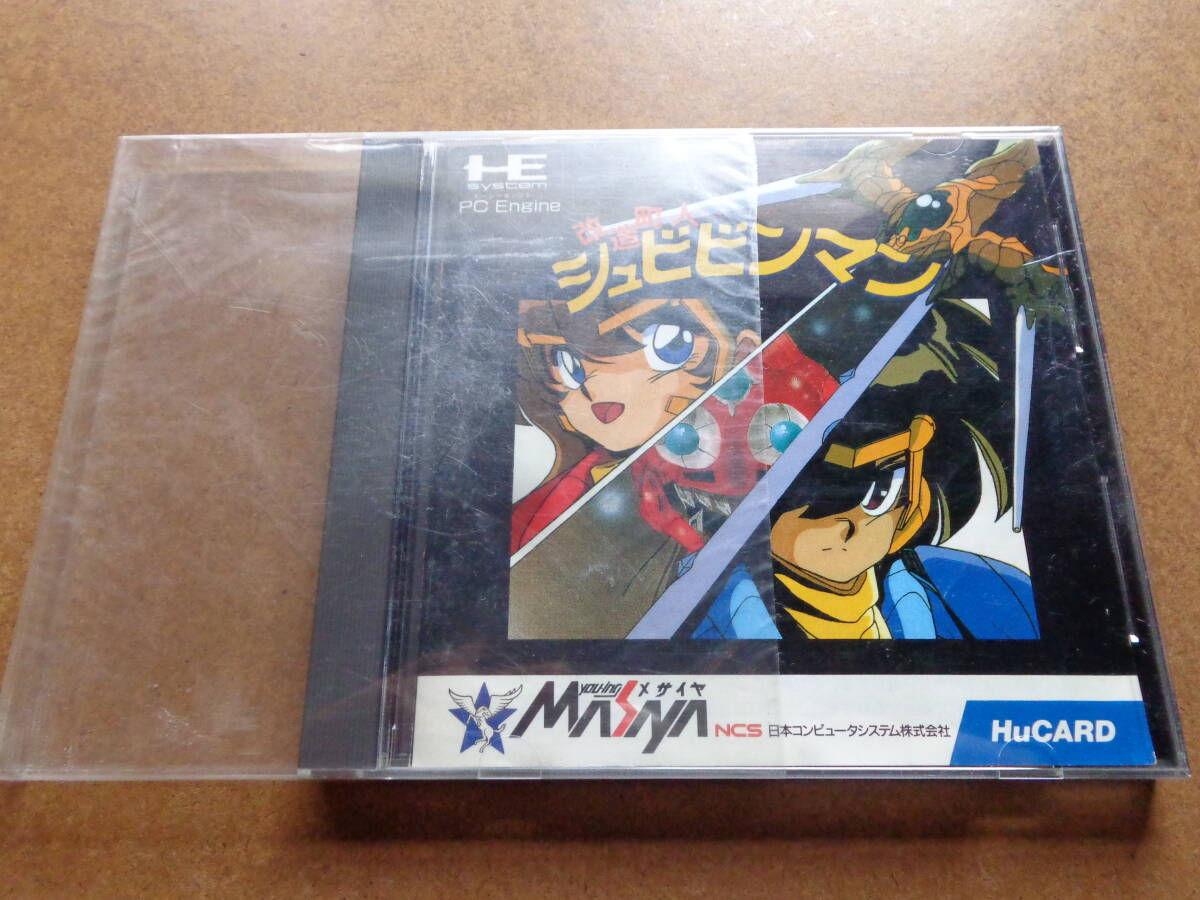 HE
system
PC Engine
改造町人
シュビビンマン
you-ing メサイヤ
MASAYA
NCS 日本コンピュータシステム株式会社
HuCARD